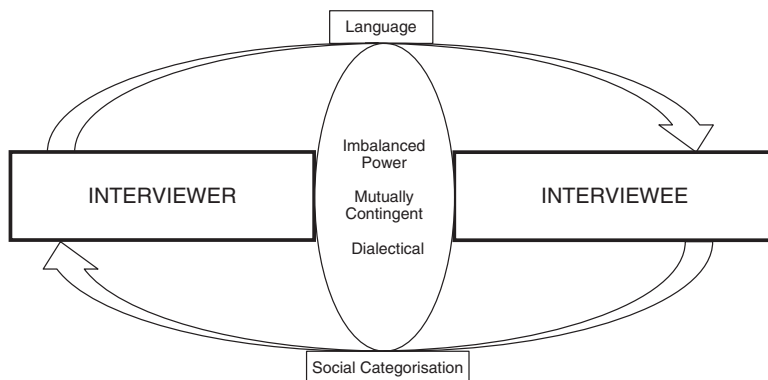 Language
INTERVIEWER
Imbalanced
Power
Mutually
Contingent
Dialectical
INTERVIEWEE
Social Categorisation